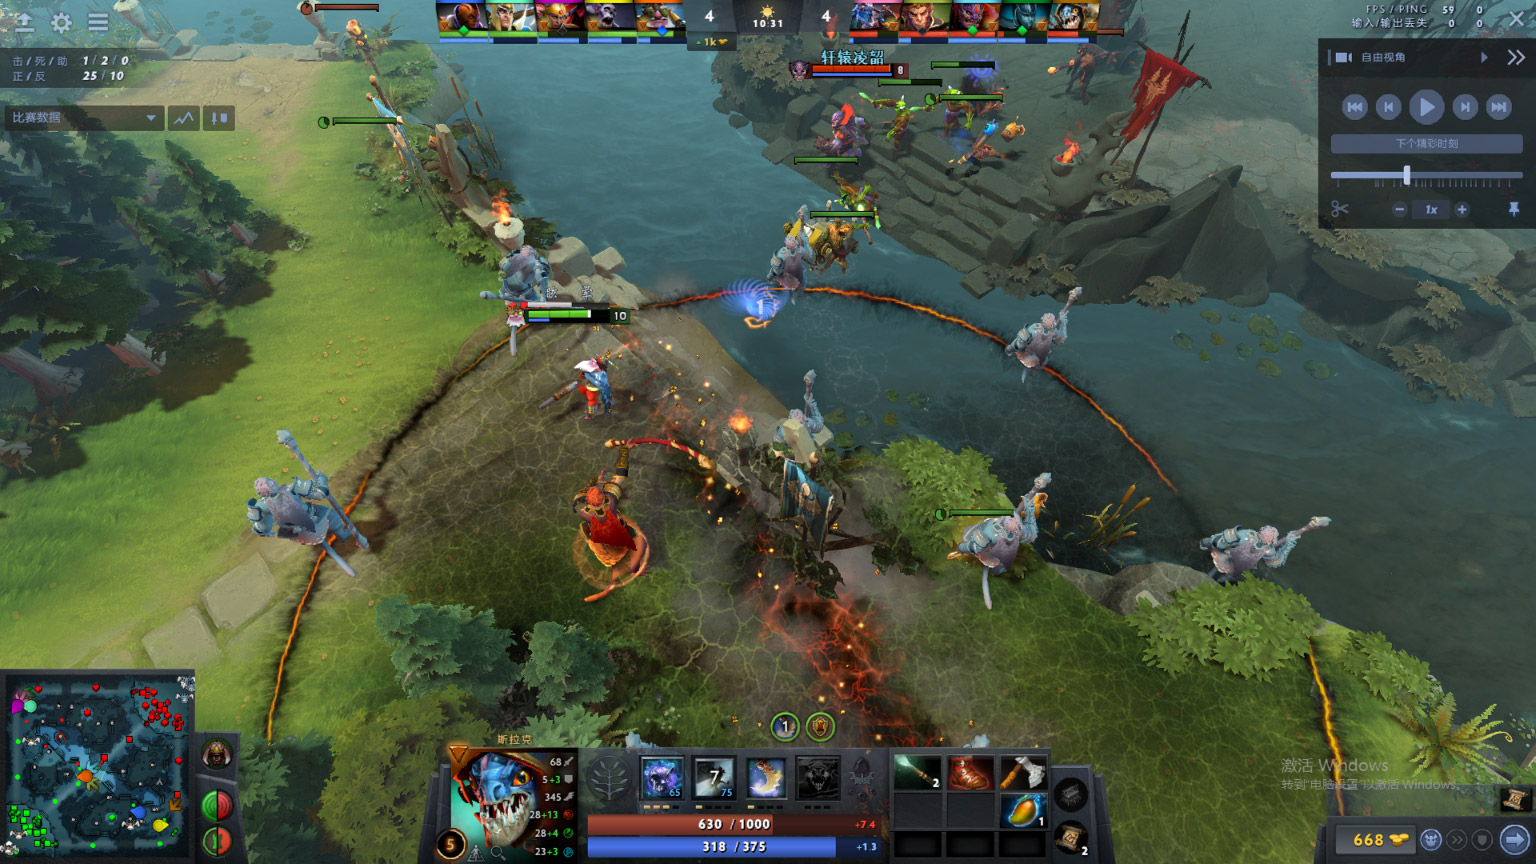 击/死/助 1/2/0
正/反 25/10
比赛数据
4
10:31
4
1k
FPS/PING 59 0
输入/输出丢失 0 0
自由视角
下个精彩时刻
1x
轩辕凌韶
8
10
1
1
斯拉克
68
5+3
345
28+13
28+4
23+3
5
65
7
75
630 / 1000
+7.4
318 / 375
+1.3
2
1
2
激活 Windows
转到"电脑设置"以激活 Windows。
668